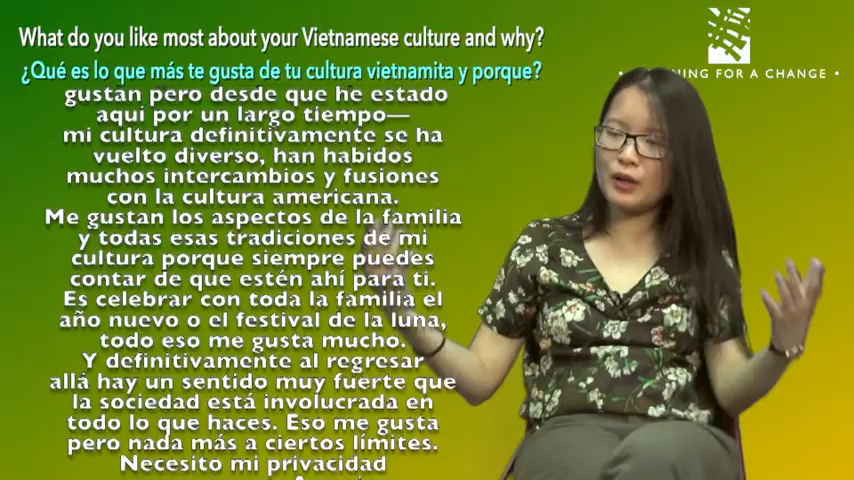 What do you like most about your Vietnamese culture and why?
¿Qué es lo que más te gusta de tu cultura vietnamita y porque?
NING FOR A CHANGE
gustan pero desde que he estado
aquí por un largo tiempo—
mi cultura definitivamente se ha
vuelto diverso, han habidos
muchos intercambios y fusiones
con la cultura americana.
Me gustan los aspectos de la familia
y todas esas tradiciones de mi
cultura porque siempre puedes
contar de que estén ahí para ti.
Es celebrar con toda la familia el
año nuevo o el festival de la luna,
todo eso me gusta mucho.
Y definitivamente al regresar
allá hay un sentido muy fuerte que
la sociedad está involucrada en
todo lo que haces. Eso me gusta
pero nada más a ciertos límites.
Necesito mi privacidad